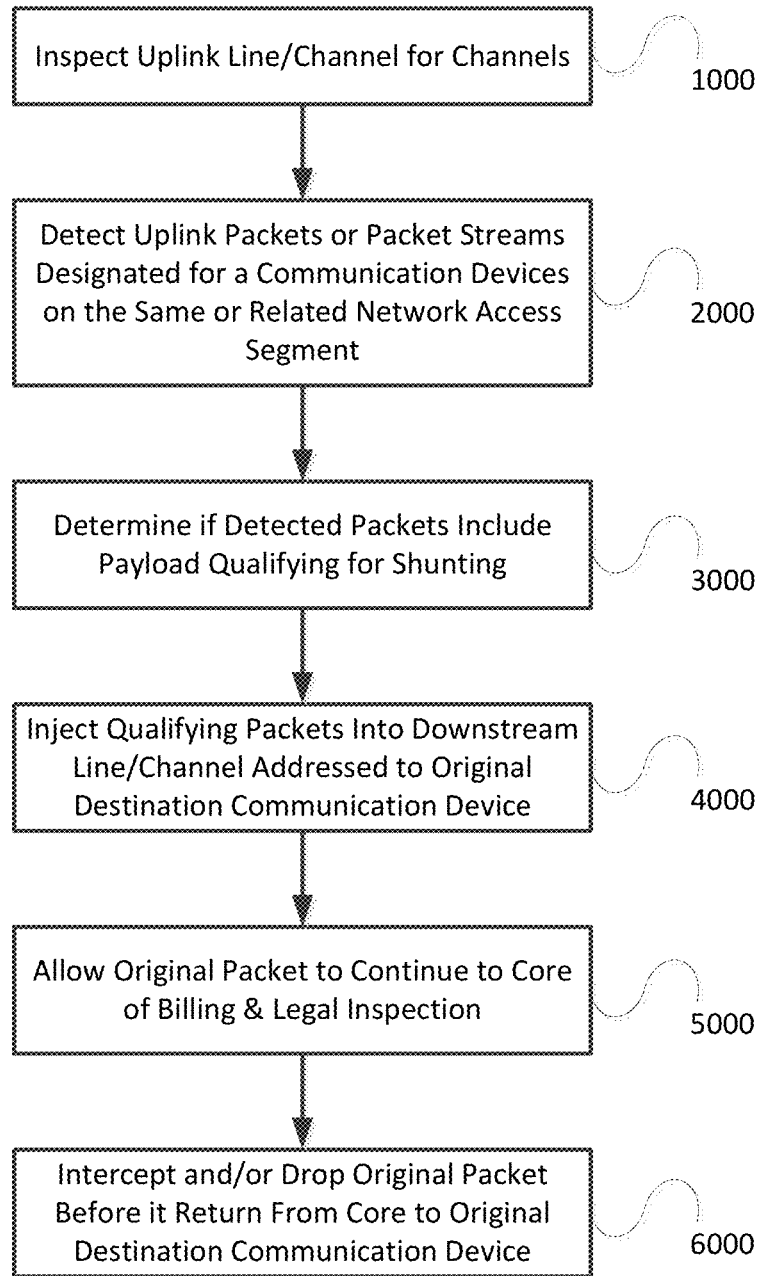 Inspect Uplink Line/Channel for Channels
1000
Detect Uplink Packets or Packet Streams
Designated for a Communication Devices
on the Same or Related Network Access
Segment
2000
Determine if Detected Packets Include
Payload Qualifying for Shunting
3000
Inject Qualifying Packets Into Downstream
Line/Channel Addressed to Original
Destination Communication Device
4000
Allow Original Packet to Continue to Core
of Billing & Legal Inspection
5000
Intercept and/or Drop Original Packet
Before it Return From Core to Original
Destination Communication Device
6000